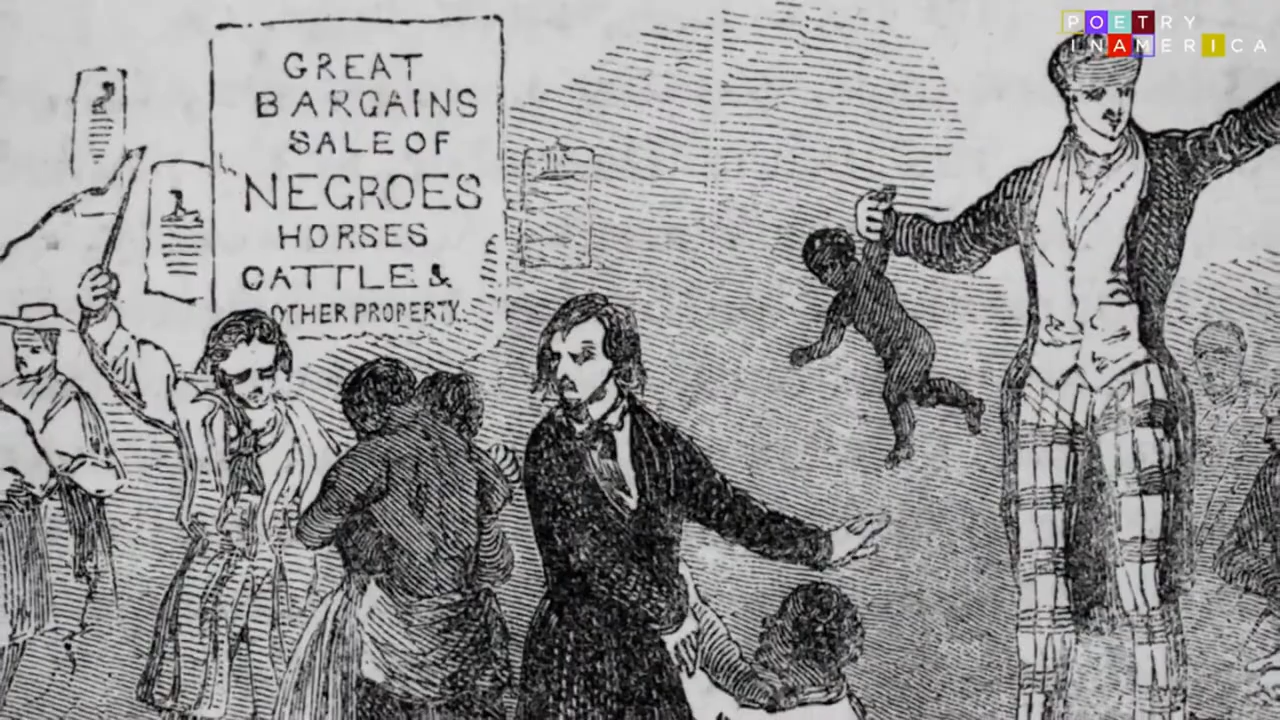 POETRY
INAMERICA
GREAT
BARGAINS
SALE OF
NEGROES
HORSES
CATTLE &
OTHER PROPERTY.